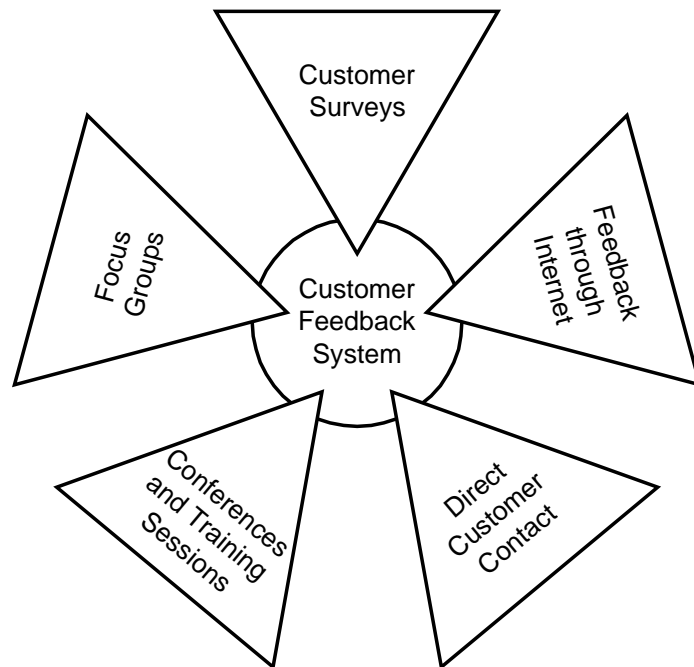 Customer
Surveys
Focus
Groups
Feedback
through
Internet
Customer
Feedback
System
Conferences
and Training
Sessions
Direct
Customer
Contact